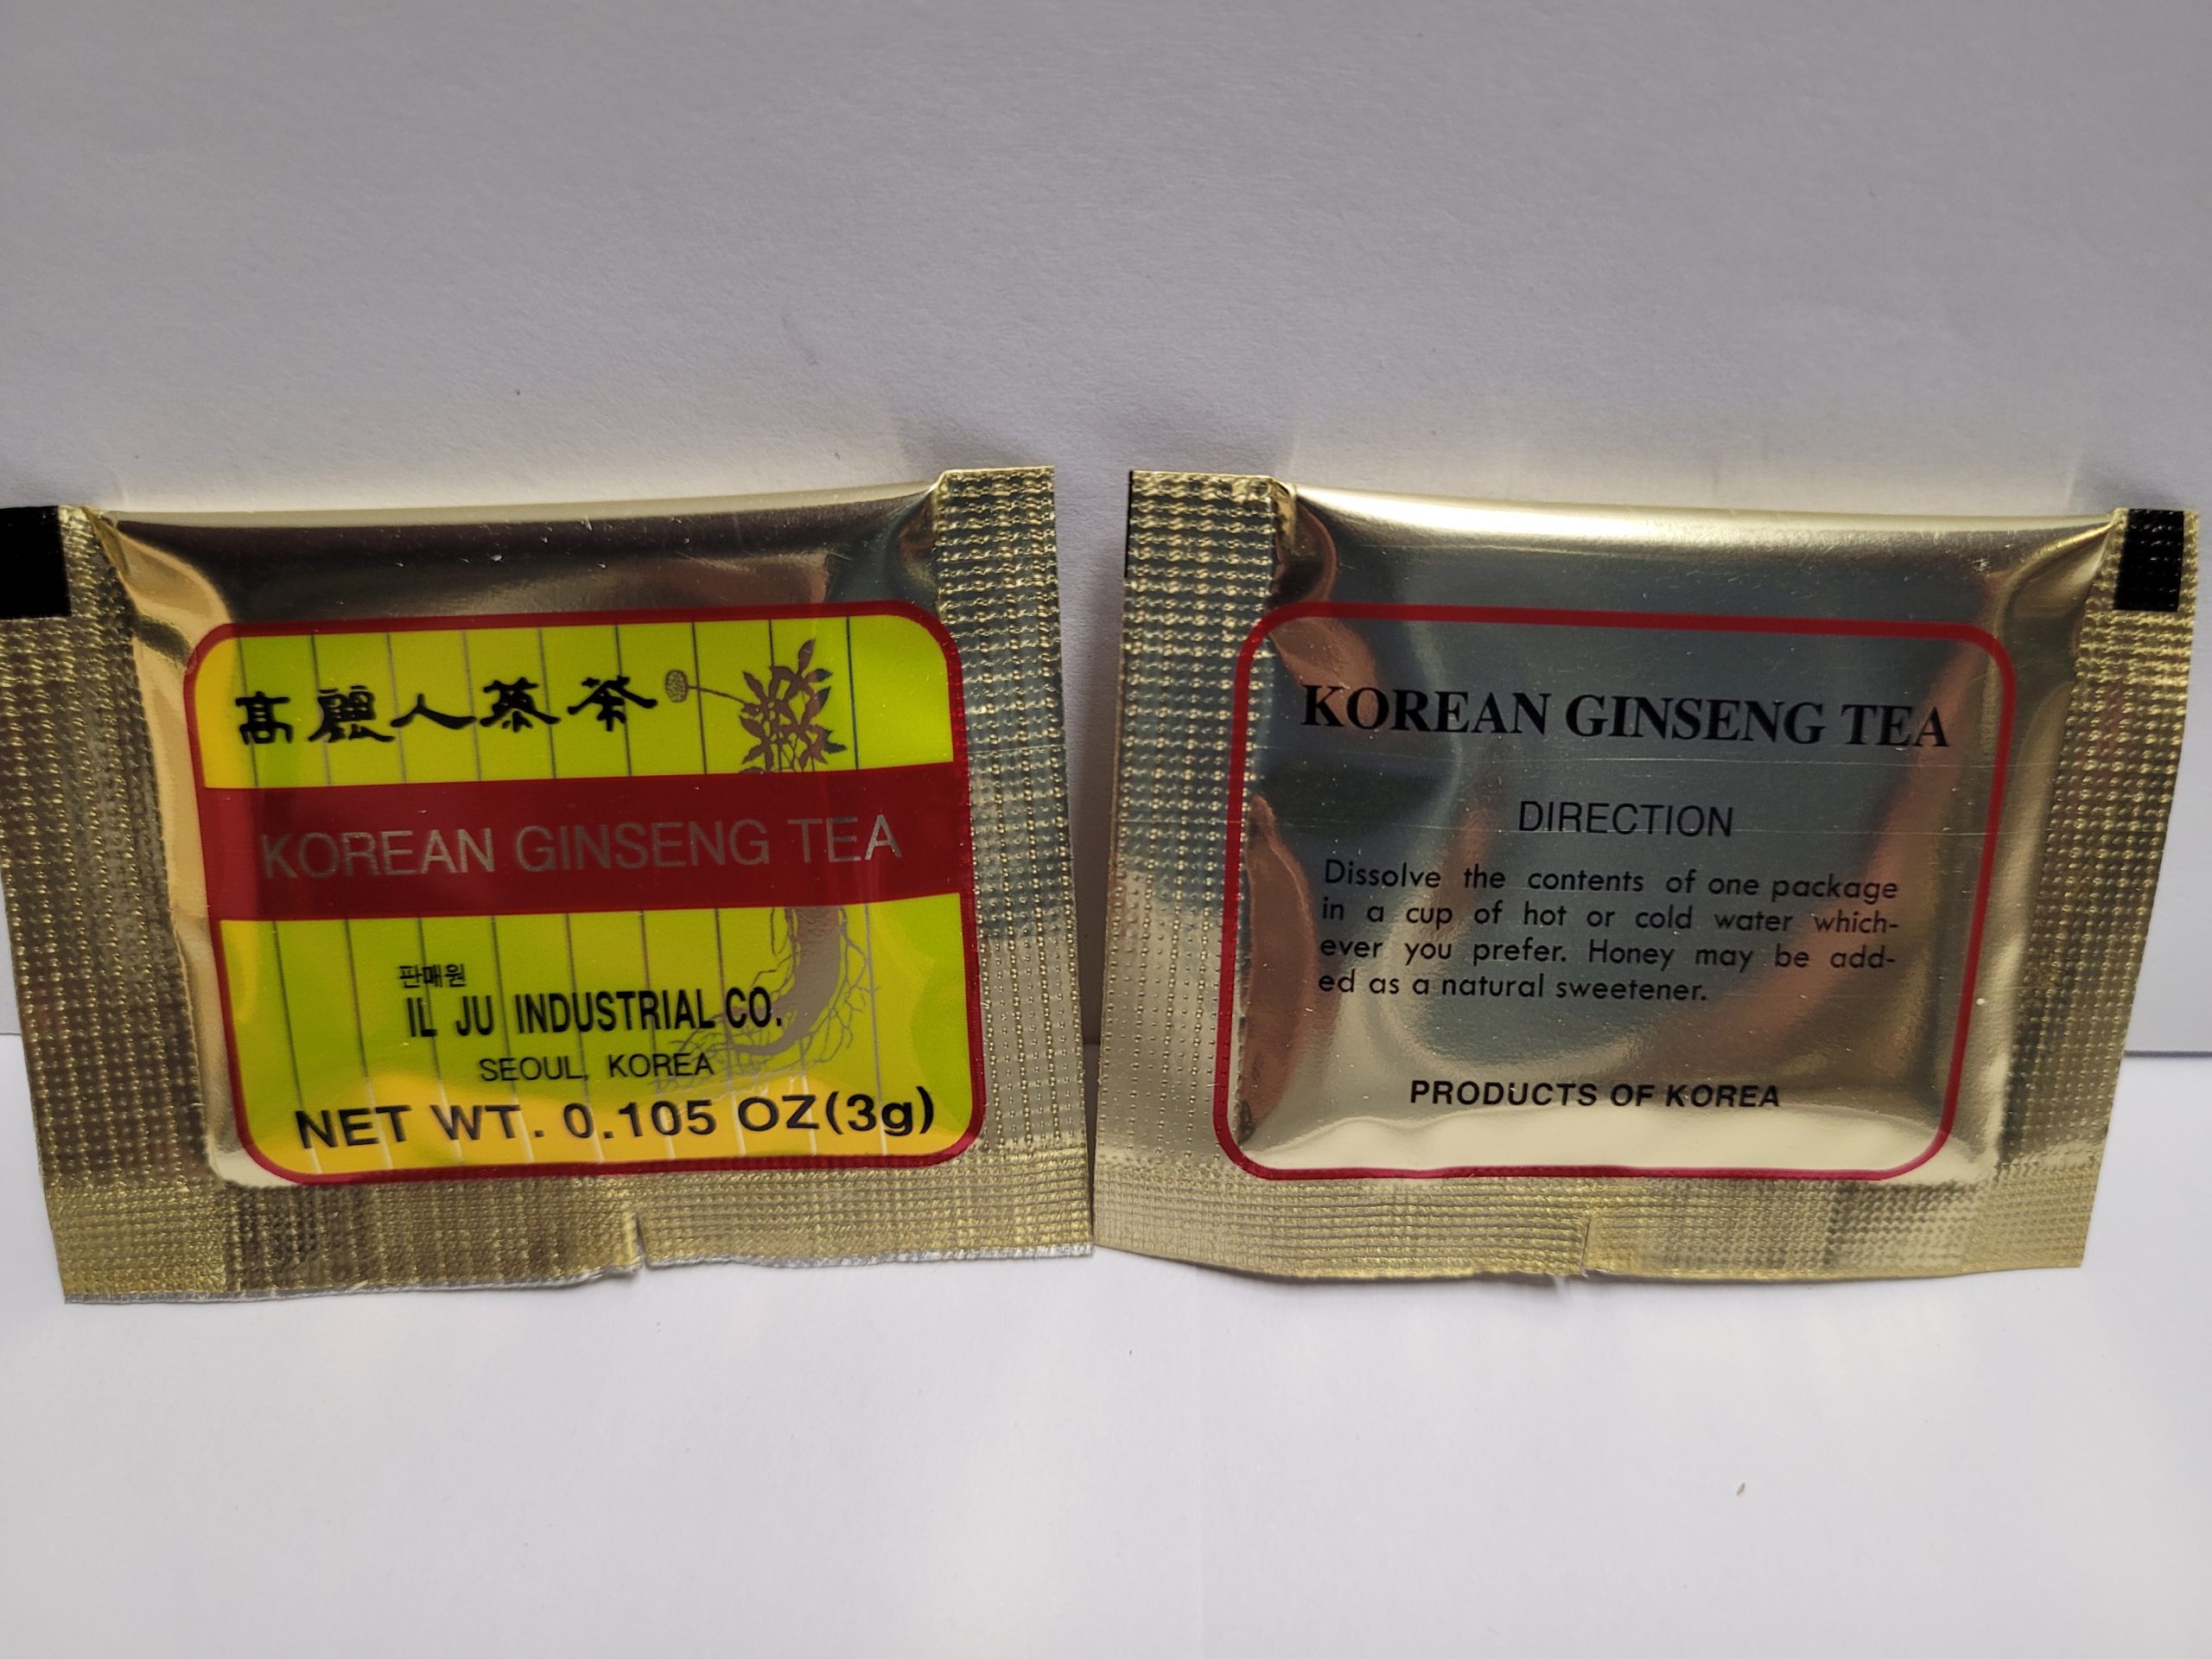 高麗人蔘茶
KOREAN GINSENG TEA
판매원
IL JU INDUSTRIAL CO.
SEOUL, KOREA
NET WT. 0.105 OZ(3g)
KOREAN GINSENG TEA
DIRECTION
Dissolve the contents of one package
in a cup of hot or cold water which-
ever you prefer. Honey may be add-
ed as a natural sweetener.
PRODUCTS OF KOREA